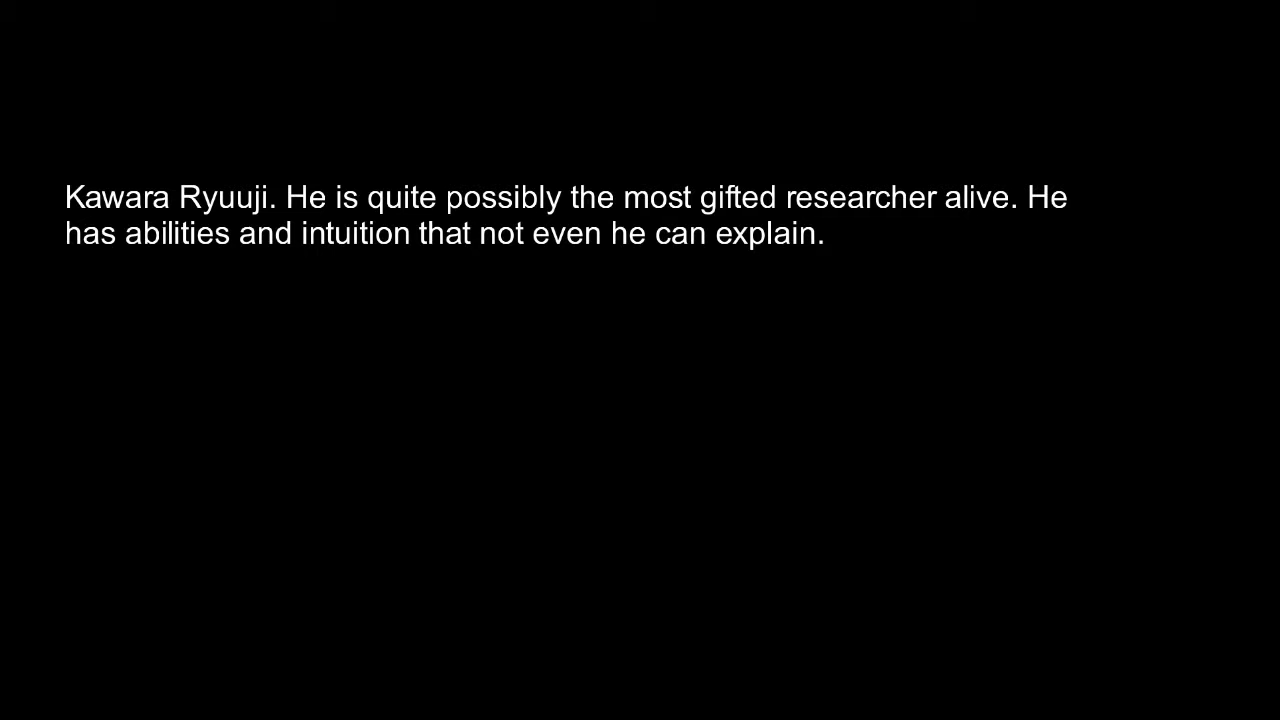 Kawara Ryuuji. He is quite possibly the most gifted researcher alive. He
has abilities and intuition that not even he can explain.